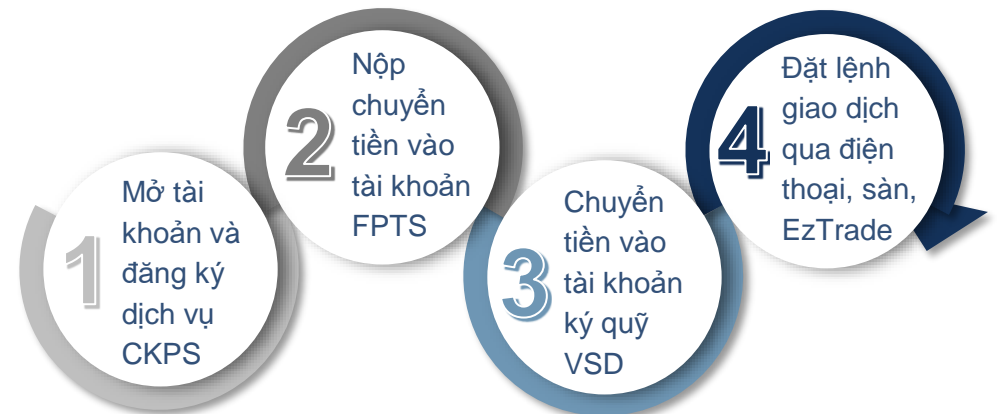 1
Mở tài
khoản và
đăng ký
dịch vụ
CKPS
2
Nộp
chuyển
tiền vào
tài khoản
FPTS
3
Chuyển
tiền vào
tài khoản
ký quỹ
VSD
4
Đặt lệnh
giao dịch
qua điện
thoại, sàn,
EzTrade